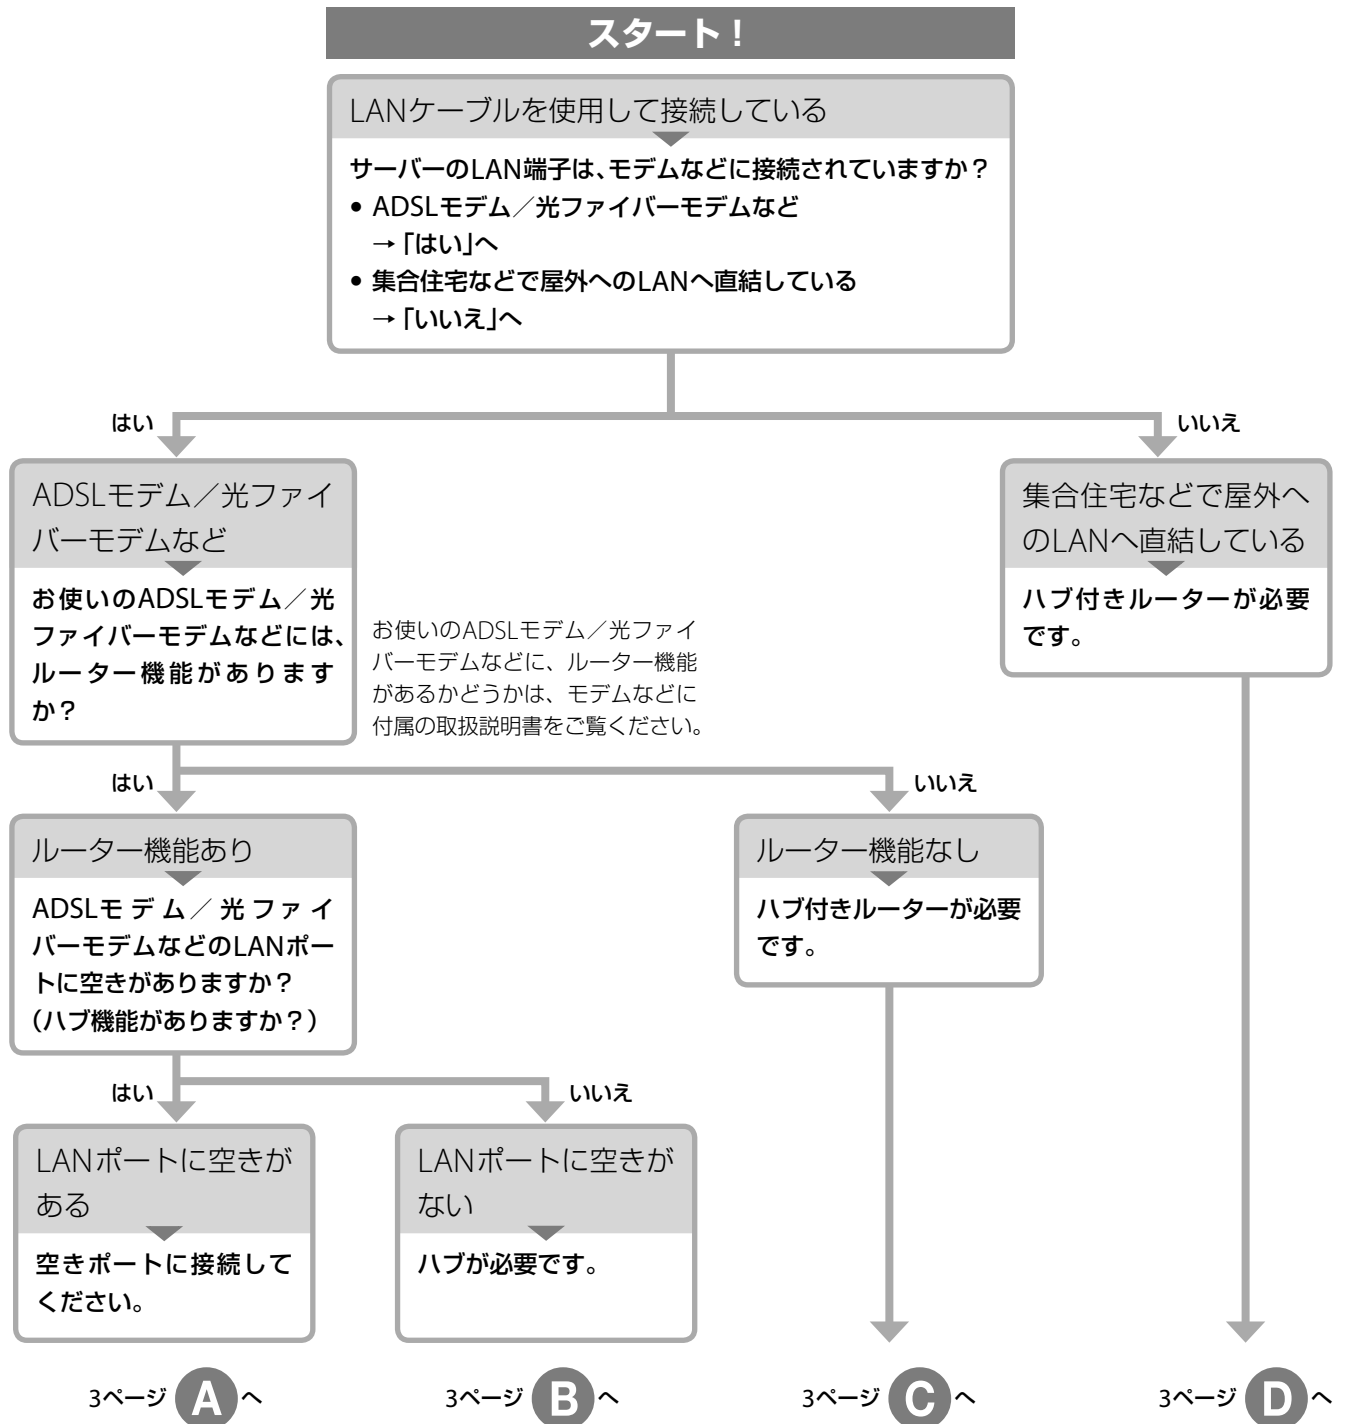 スタート！
LANケーブルを使用して接続している
サーバーのLAN端子は、モデムなどに接続されていますか？
• ADSLモデム／光ファイバーモデムなど
→「はい」へ
• 集合住宅などで屋外へのLANへ直結している
→「いいえ」へ
はい
いいえ
ADSLモデム／光ファイ
バーモデムなど
お使いのADSLモデム／光
ファイバーモデムなどには、
ルーター機能があります
か？
お使いのADSLモデム／光ファイ
バーモデムなどに、ルーター機能
があるかどうかは、モデムなどに
付属の取扱説明書をご覧ください。
集合住宅などで屋外へ
のLANへ直結している
ハブ付きルーターが必要
です。
はい
いいえ
ルーター機能あり
ADSLモデム／光ファイ
バーモデムなどのLANポー
トに空きがありますか？
（ハブ機能がありますか？）
ルーター機能なし
ハブ付きルーターが必要
です。
はい
いいえ
LANポートに空きが
ある
空きポートに接続して
ください。
LANポートに空きが
ない
ハブが必要です。
3ページ A へ
3ページ B へ
3ページ C へ
3ページ D へ